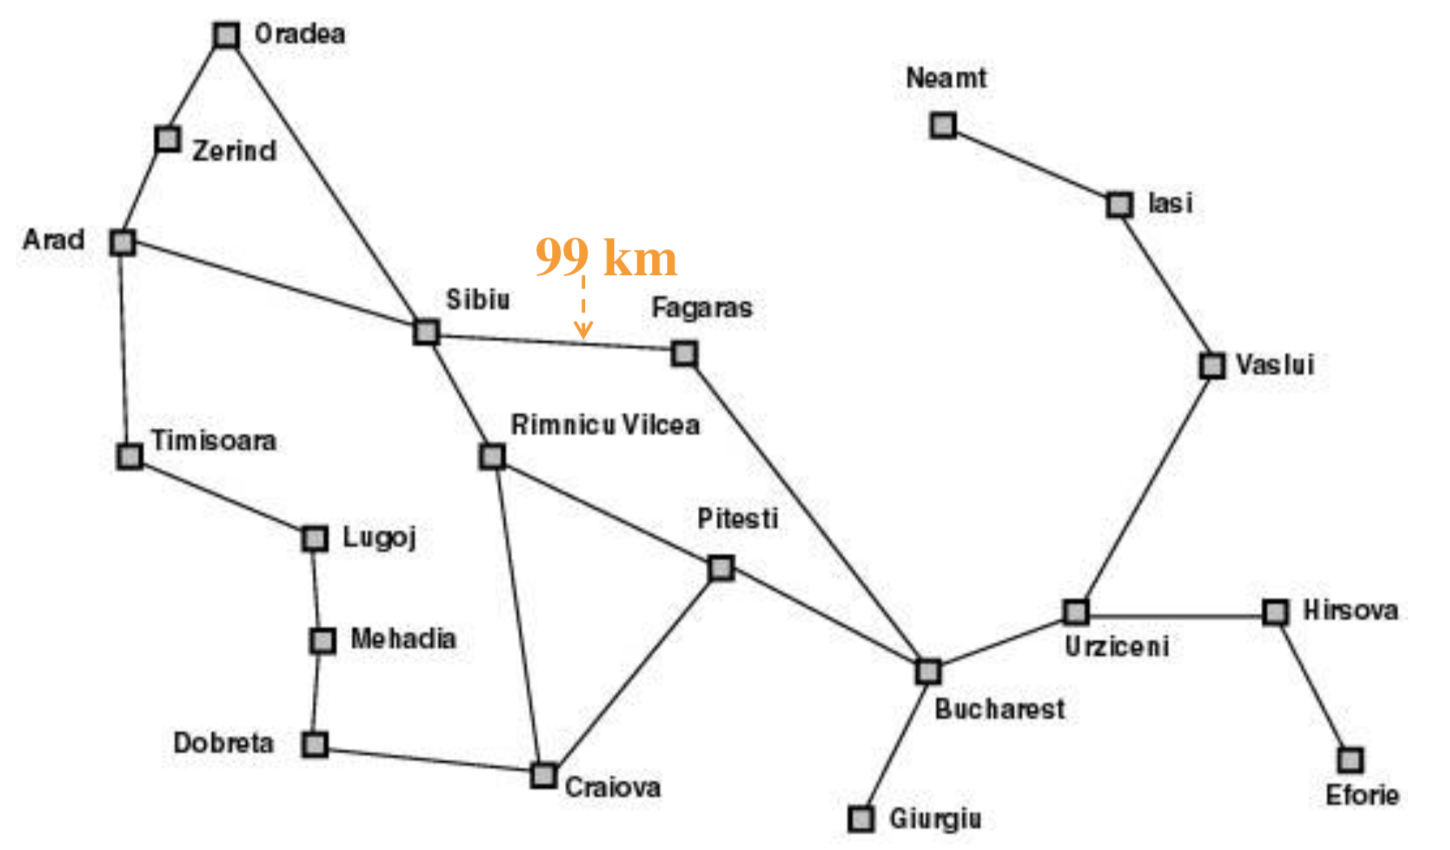 Oradea
Neamt
Zerind
Iasi
Arad
99 km
Sibiu
Fagaras
Vaslui
Rimnicu Vilcea
Timisoara
Pitesti
Lugoj
Hirsova
Mehadia
Urziceni
Bucharest
Dobreta
Craiova
Eforie
Giurgiu